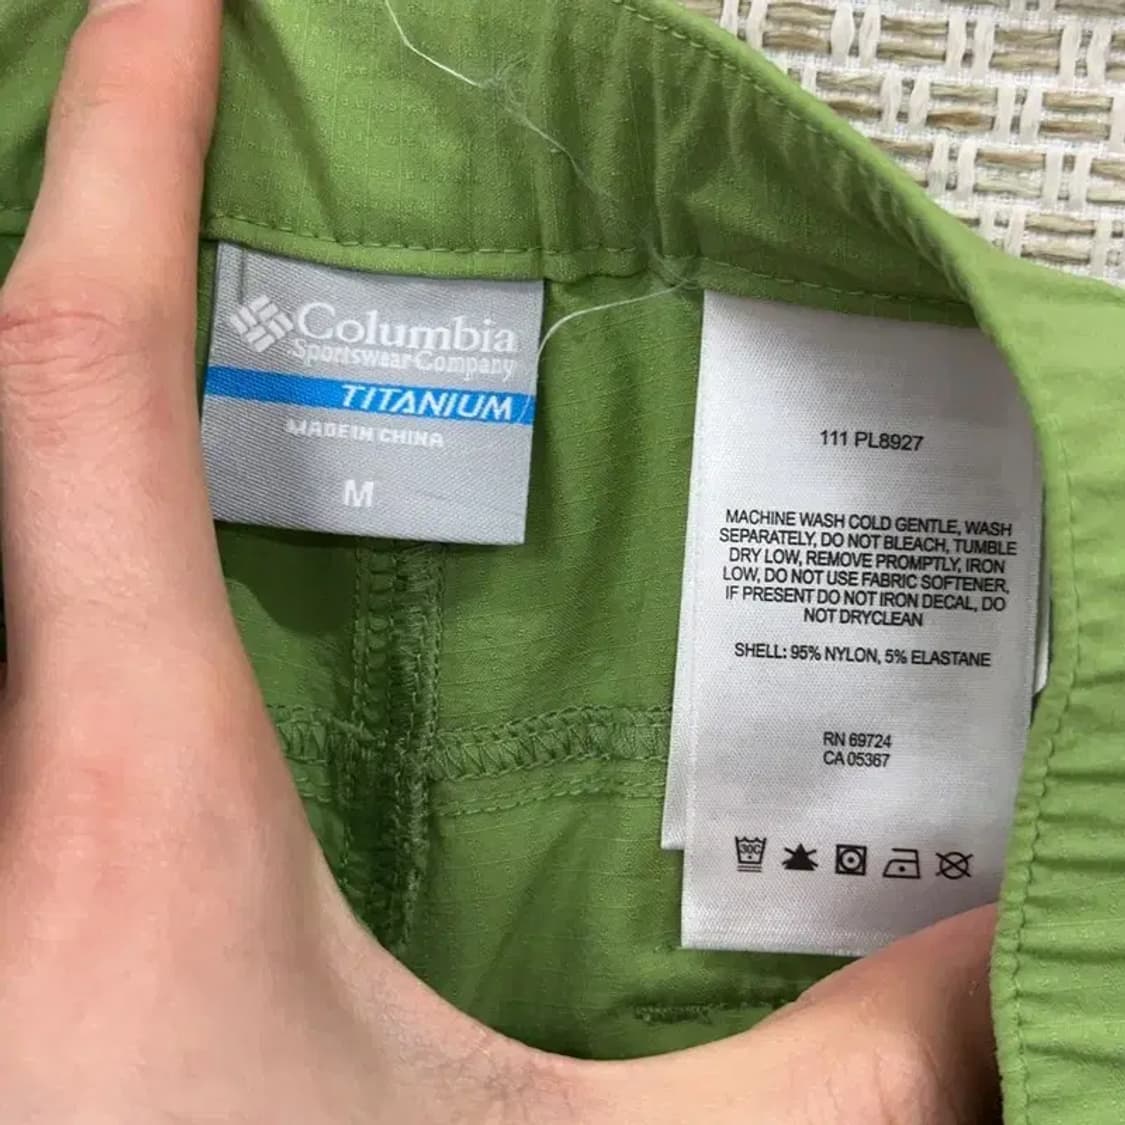 Columbia
Sportswear Company
TITANIUM
MADE IN CHINA
M
111 PL8927
MACHINE WASH COLD GENTLE, WASH
SEPARATELY, DO NOT BLEACH, TUMBLE
DRY LOW, REMOVE PROMPTLY, IRON
LOW, DO NOT USE FABRIC SOFTENER,
IF PRESENT DO NOT IRON DECAL, DO
NOT DRYCLEAN
SHELL: 95% NYLON, 5% ELASTANE
RN 69724
CA 05367
30C